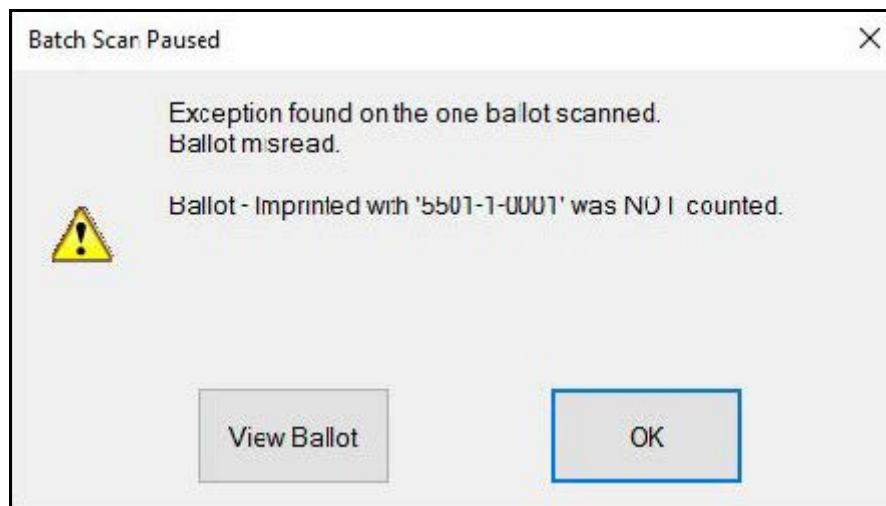 Batch Scan Paused
Exception found on the one ballot scanned.
Ballot misread.
Ballot - Imprinted with '5501-1-0001' was NOT counted.
View Ballot
OK